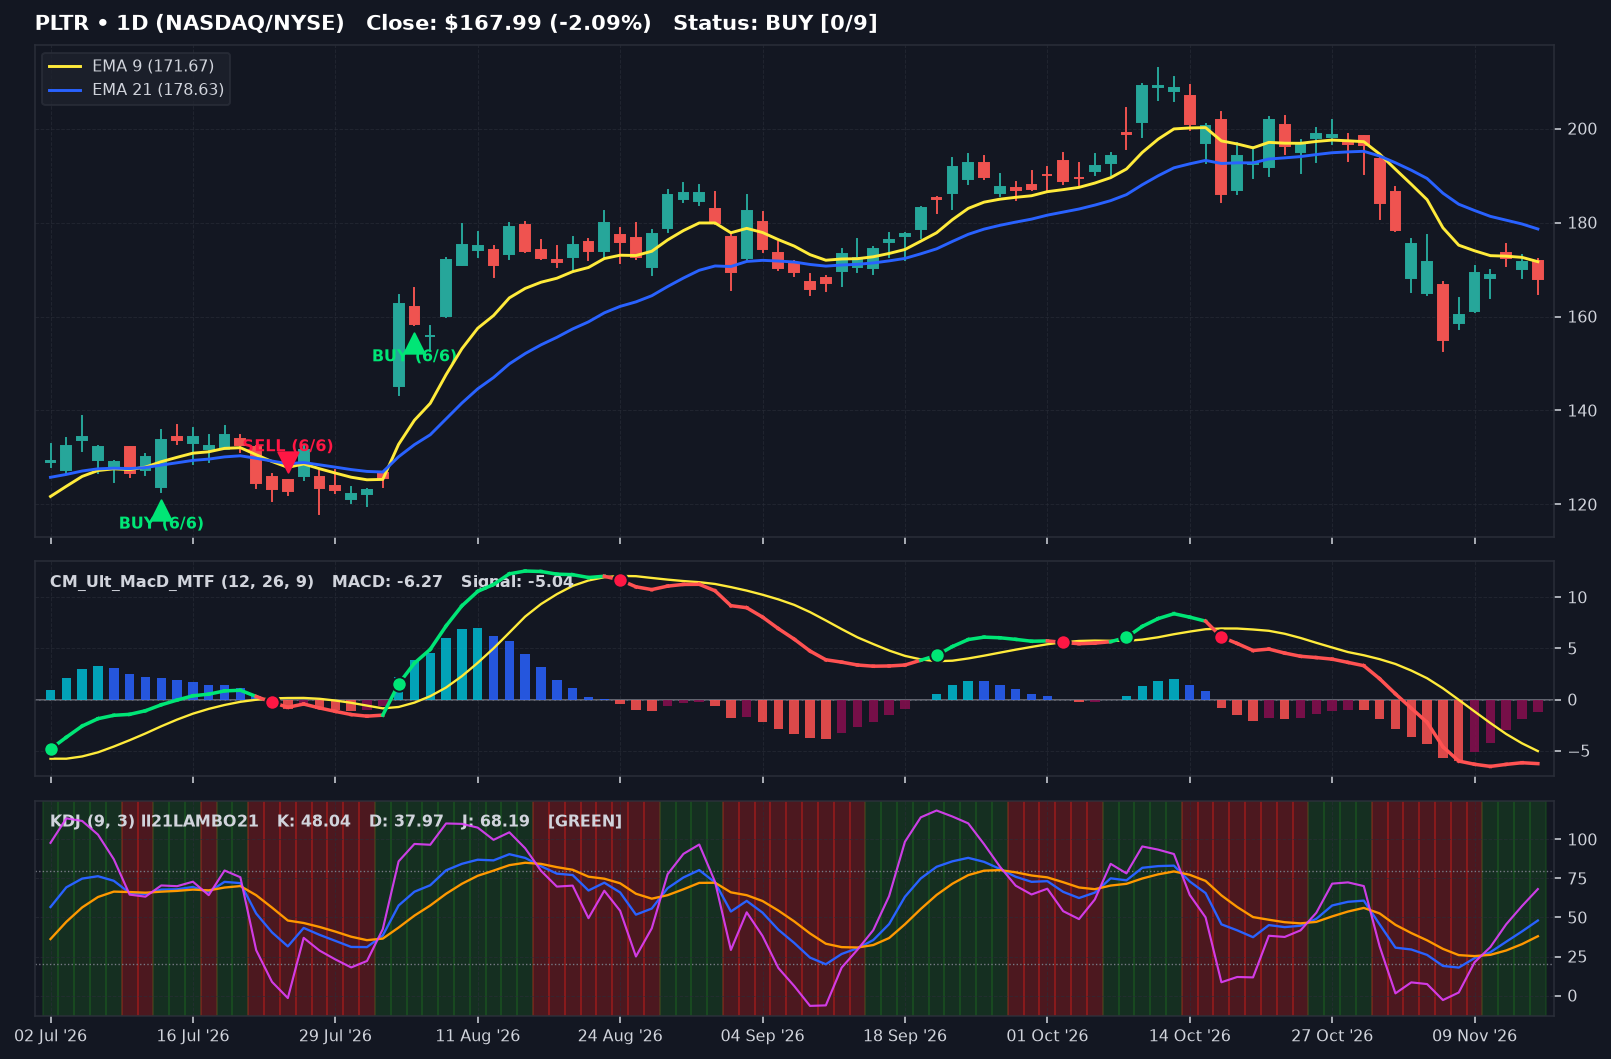 PLTR • 1D (NASDAQ/NYSE)   Close: $167.99 (-2.09%)   Status: BUY [0/9]
EMA 9 (171.67)
EMA 21 (178.63)
200
180
160
140
120
BUY (6/6)
SELL (6/6)
BUY (6/6)
CM_Ult_MacD_MTF (12, 26, 9)   MACD: -6.27   Signal: -5.04
10
5
0
−5
KDJ (9, 3) II21LAMBO21   K: 48.04   D: 37.97   J: 68.19   [GREEN]
100
75
50
25
0
02 Jul '26
16 Jul '26
29 Jul '26
11 Aug '26
24 Aug '26
04 Sep '26
18 Sep '26
01 Oct '26
14 Oct '26
27 Oct '26
09 Nov '26